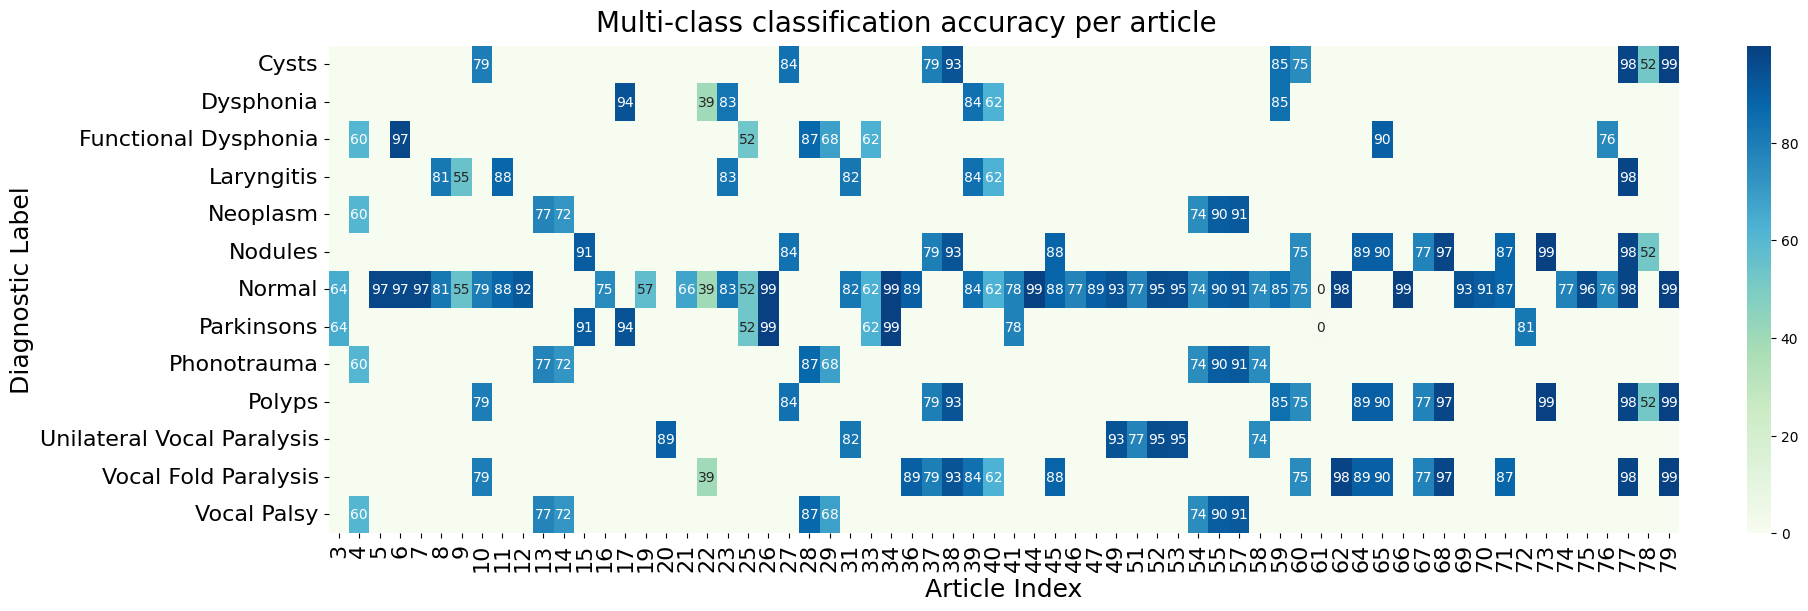 Multi-class classification accuracy per article
Cysts 79 84 79 93 85 75 98 52 99
Dysphonia 94 39 83 84 62 85
Functional Dysphonia 60 97 52 87 68 62 90 76
Laryngitis 81 55 88 83 82 84 62 98
Neoplasm 60 77 72 74 90 91
Nodules 91 84 79 93 88 75 89 90 77 97 87 99 98 52
Normal 64 97 97 97 81 55 79 88 92 75 57 66 39 83 52 99 82 62 99 89 84 62 78 99 88 77 89 93 77 95 95 74 90 91 74 85 75 0 98 99 93 91 87 77 96 76 98 99
Parkinsons 64 91 94 52 99 62 99 78 0 81
Phonotrauma 60 77 72 87 68 74 90 91 74
Polyps 79 84 79 93 85 75 89 90 77 97 99 98 52 99
Unilateral Vocal Paralysis 89 82 93 77 95 95 74
Vocal Fold Paralysis 79 39 89 79 93 84 62 88 75 98 89 90 77 97 87 98 99
Vocal Palsy 60 77 72 87 68 74 90 91
3 4 5 6 7 8 9 10 11 12 13 14 15 16 17 19 20 21 22 23 25 26 27 28 29 31 33 34 36 37 38 39 40 41 44 45 46 47 49 51 52 53 54 55 57 58 59 60 61 62 64 65 66 67 68 69 70 71 72 73 74 75 76 77 78 79
Article Index
Diagnostic Label
80
60
40
20
0